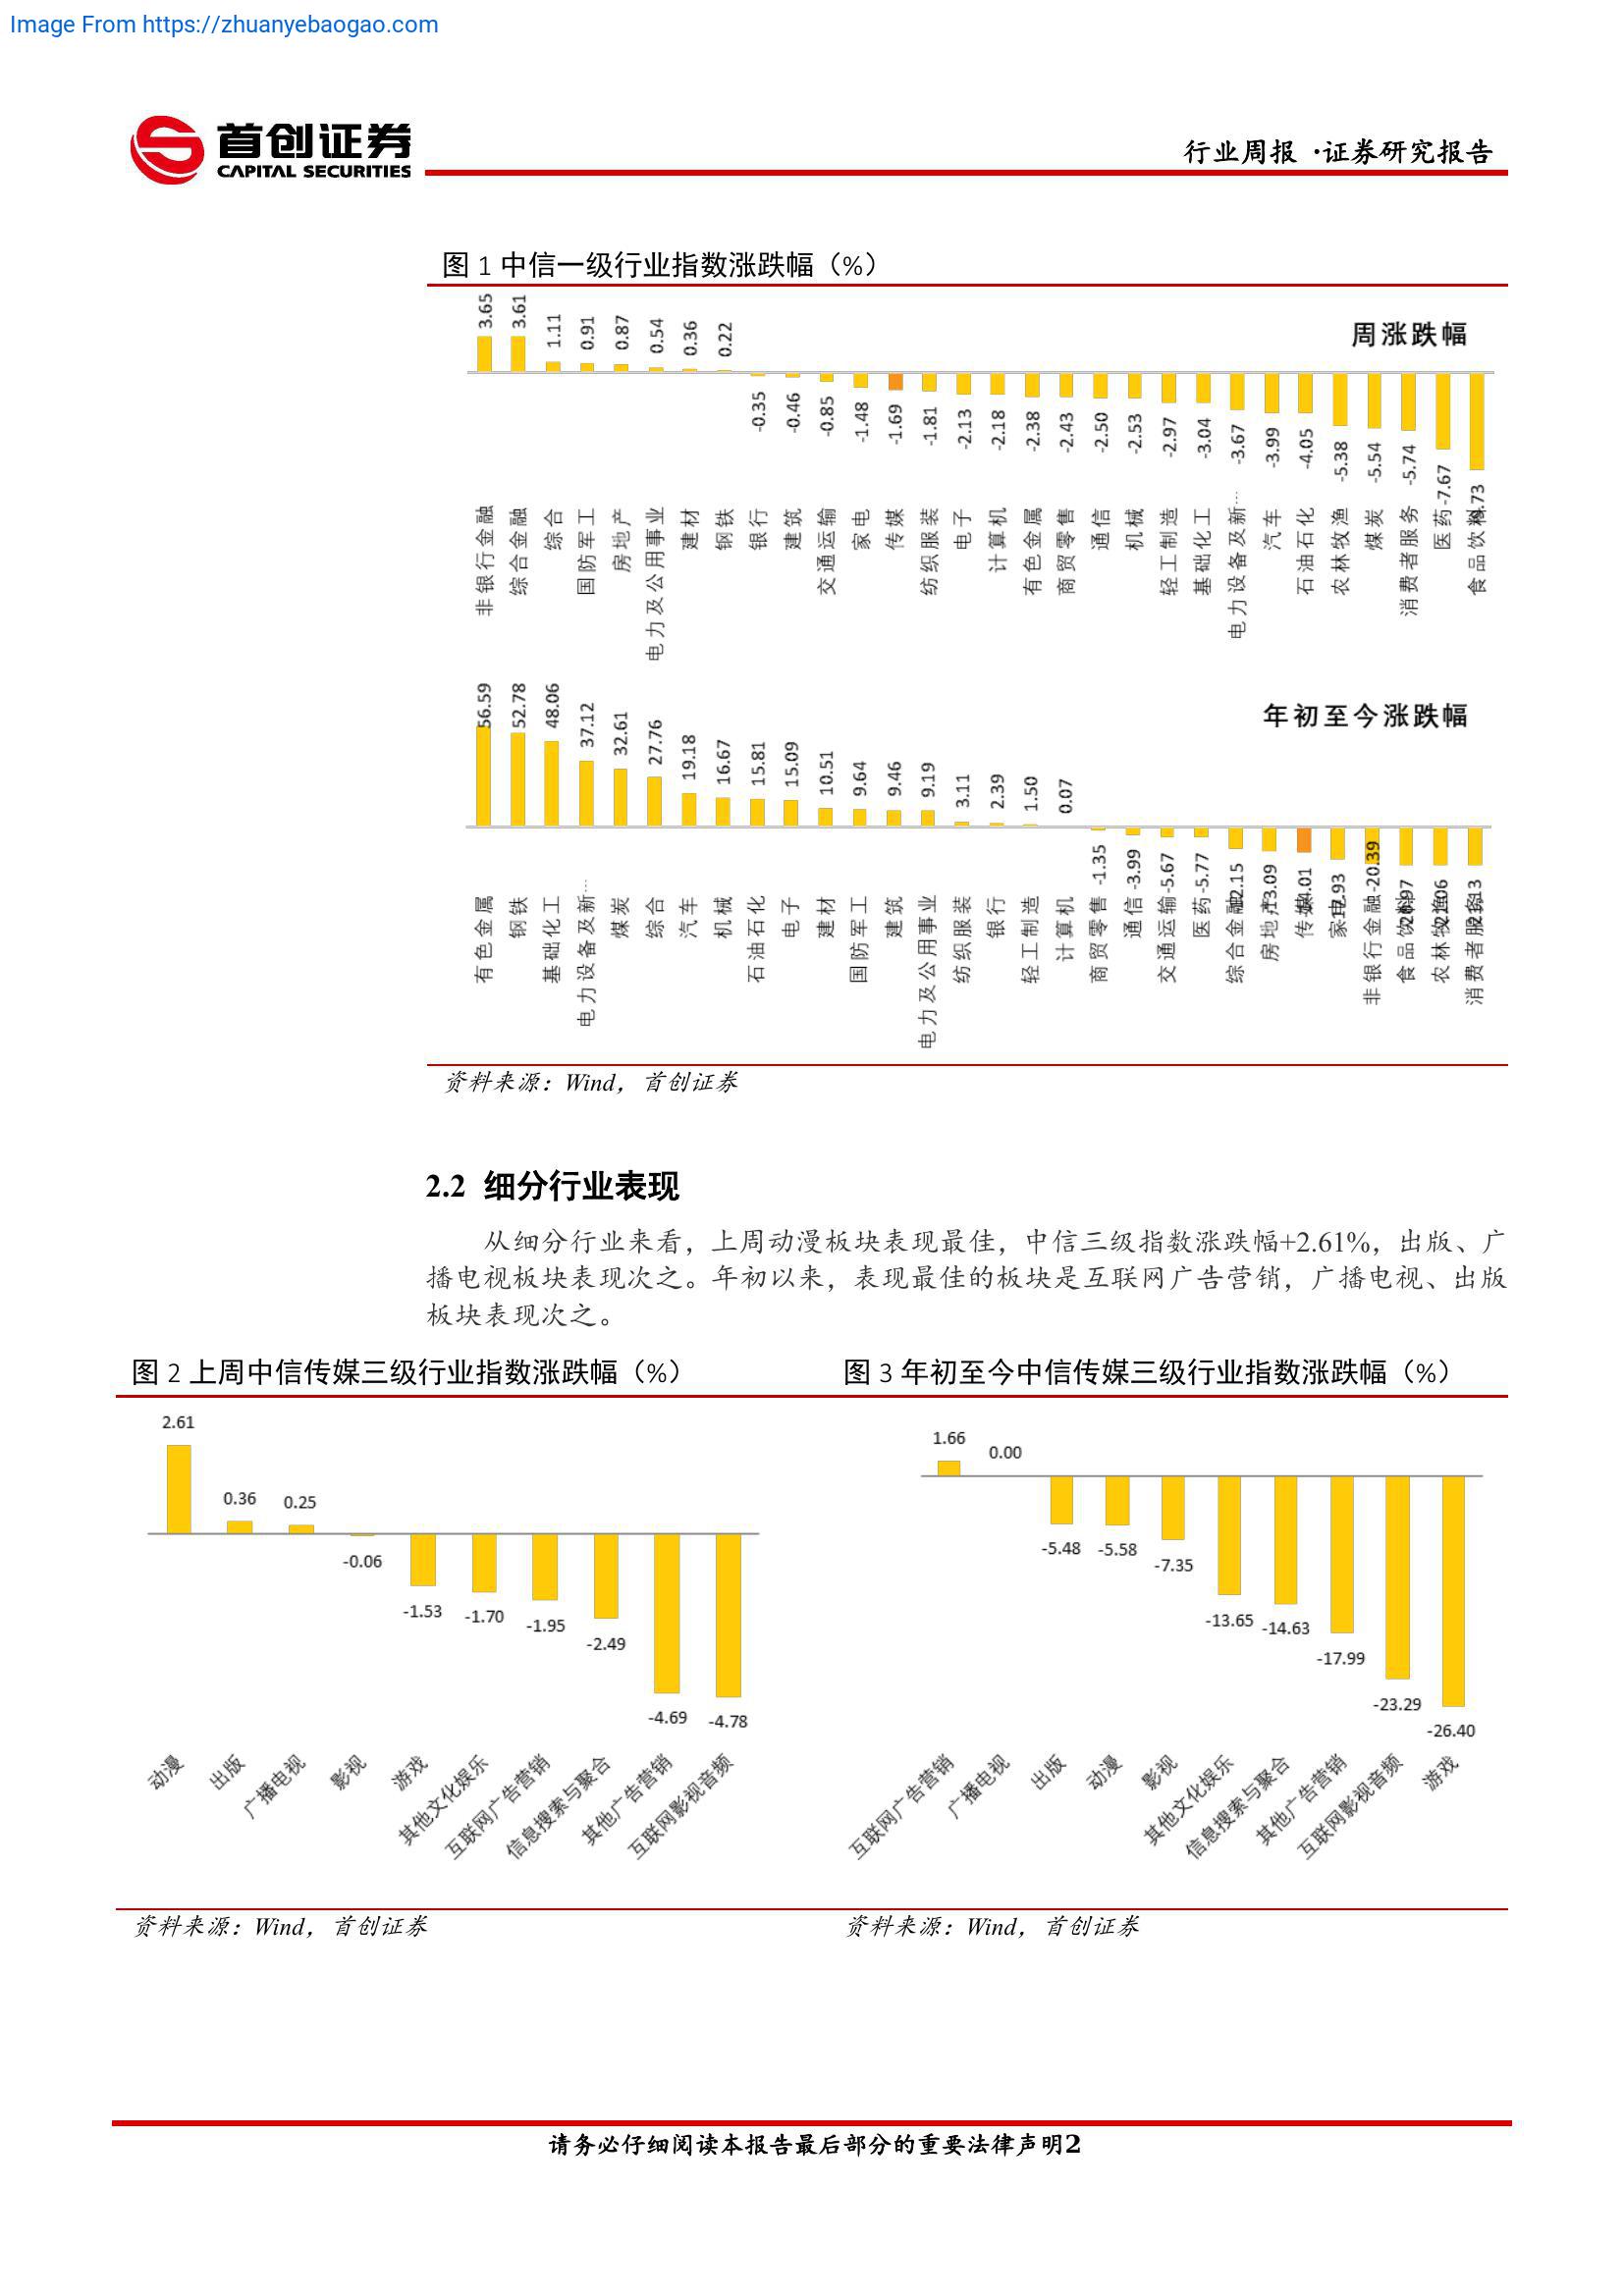 Image From https://zhuanyebaogao.com
首创证券
CAPITAL SECURITIES
行业周报 ·证券研究报告
图 1 中信一级行业指数涨跌幅（%）
周涨跌幅
3.65 3.61 1.11 0.91 0.87 0.54 0.36 0.22 -0.35 -0.46 -0.85 -1.48 -1.69 -1.81 -2.13 -2.18 -2.38 -2.43 -2.50 -2.53 -2.97 -3.04 -3.67 -3.99 -4.05 -5.38 -5.54 -5.74 -7.67
非银行金融 综合金融 综合 国防军工 房地产 电力及公用事业 建材 钢铁 银行 建筑 交通运输 家电 传媒 纺织服装 电子 计算机 有色金属 商贸零售 通信 机械 轻工制造 基础化工 电力设备及新… 汽车 石油石化 农林牧渔 煤炭 消费者服务 医药 食品饮料
年初至今涨跌幅
56.59 52.78 48.06 37.12 32.61 27.76 19.18 16.67 15.81 15.09 10.51 9.64 9.46 9.19 3.11 2.39 1.50 0.07 -1.35 -3.99 -5.67 -5.77 -20.39
有色金属 钢铁 基础化工 电力设备及新… 煤炭 综合 汽车 机械 石油石化 电子 建材 国防军工 建筑 电力及公用事业 纺织服装 银行 轻工制造 计算机 商贸零售 通信 交通运输 医药 综合金融 房地产 传媒 家电 非银行金融 食品饮料 农林牧渔 消费者服务
资料来源：Wind，首创证券
2.2 细分行业表现
从细分行业来看，上周动漫板块表现最佳，中信三级指数涨跌幅+2.61%，出版、广
播电视板块表现次之。年初以来，表现最佳的板块是互联网广告营销，广播电视、出版
板块表现次之。
图 2 上周中信传媒三级行业指数涨跌幅（%）
2.61 0.36 0.25 -0.06 -1.53 -1.70 -1.95 -2.49 -4.69 -4.78
动漫 出版 广播电视 影视 游戏 其他文化娱乐 互联网广告营销 信息搜索与聚合 其他广告营销 互联网影视音频
资料来源：Wind，首创证券
图 3 年初至今中信传媒三级行业指数涨跌幅（%）
1.66 0.00 -5.48 -5.58 -7.35 -13.65 -14.63 -17.99 -23.29 -26.40
互联网广告营销 广播电视 出版 动漫 影视 其他文化娱乐 信息搜索与聚合 其他广告营销 互联网影视音频 游戏
资料来源：Wind，首创证券
请务必仔细阅读本报告最后部分的重要法律声明2